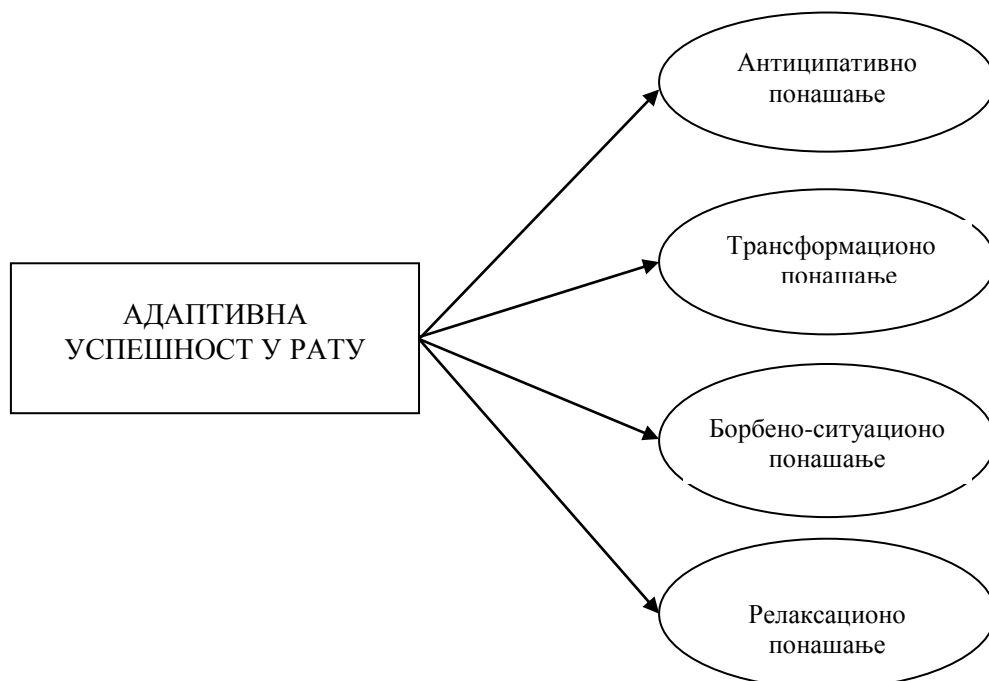 Антиципативно
понашање
Трансформационо
понашање
АДАПТИВНА
УСПЕШНОСТ У РАТУ
Борбено-ситуационо
понашање
Релаксационо
понашање